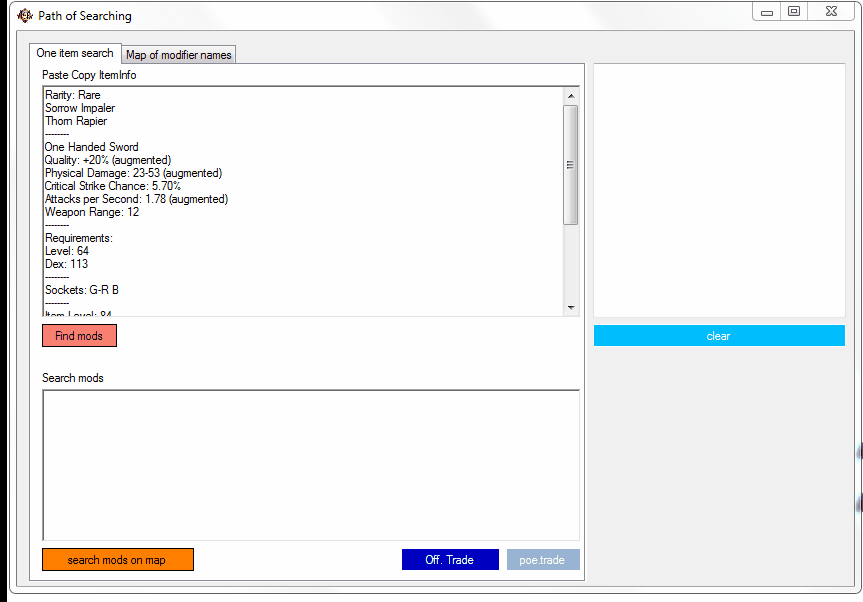 Path of Searching
One item search
Map of modifier names
Paste Copy ItemInfo
Rarity: Rare
Sorrow Impaler
Thorn Rapier
--------
One Handed Sword
Quality: +20% (augmented)
Physical Damage: 23-53 (augmented)
Critical Strike Chance: 5.70%
Attacks per Second: 1.78 (augmented)
Weapon Range: 12
--------
Requirements:
Level: 64
Dex: 113
--------
Sockets: G-R B
--------
Item Level: 84
Find mods
clear
Search mods
search mods on map
Off. Trade
poe.trade